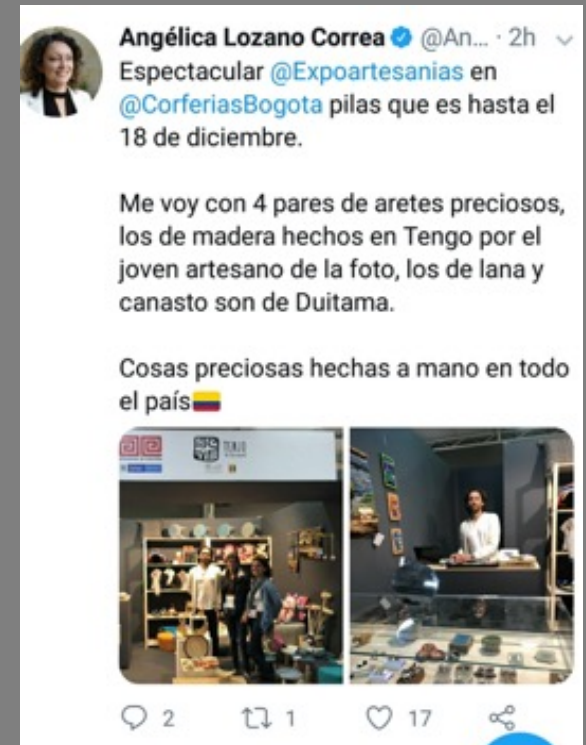 Angélica Lozano Correa @An... · 2h
Espectacular @Expoartesanias en
@CorferiasBogota pilas que es hasta el
18 de diciembre.
Me voy con 4 pares de aretes preciosos,
los de madera hechos en Tengo por el
joven artesano de la foto, los de lana y
canasto son de Duitama.
Cosas preciosas hechas a mano en todo
el país🇨🇴
TENJO
2 1 17